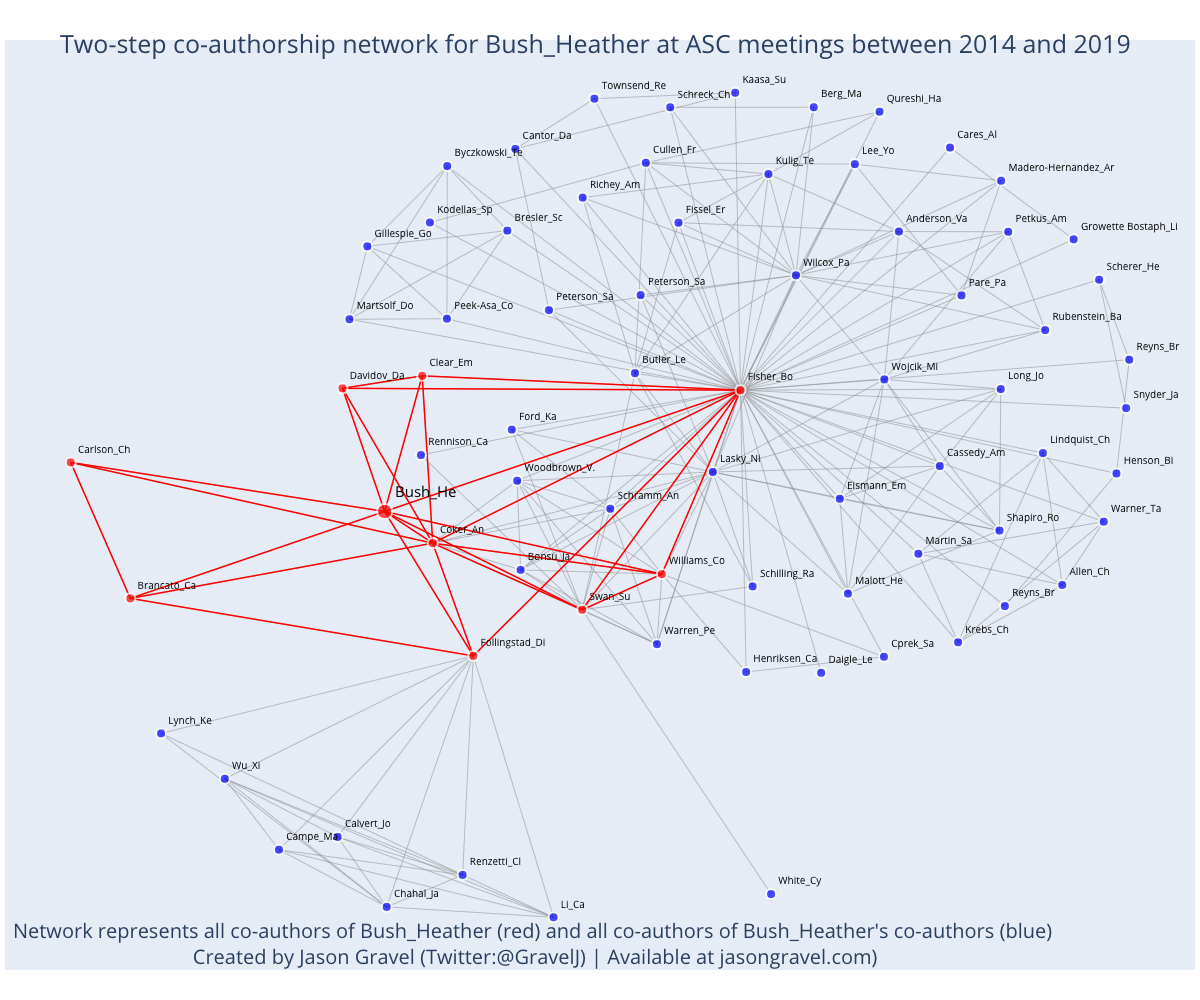 Two-step co-authorship network for Bush_Heather at ASC meetings between 2014 and 2019
Kaasa_Su
Townsend_Re
Schreck_Ch
Berg_Ma
Qureshi_Ha
Cantor_Da
Cares_Al
Byczkowski_Te
Cullen_Fr
Lee_Yo
Kulig_Te
Madero-Hernandez_Ar
Richey_Am
Kodellas_Sp
Bresler_Sc
Fissel_Er
Anderson_Va
Petkus_Am
Growette Bostaph_Li
Gillespie_Go
Wilcox_Pa
Scherer_He
Peterson_Sa
Pare_Pa
Peterson_Sa
Martsolf_Do
Peek-Asa_Co
Rubenstein_Ba
Reyns_Br
Butler_Le
Clear_Em
Wojcik_Mi
Davidov_Da
Fisher_Bo
Long_Jo
Snyder_Ja
Ford_Ka
Rennison_Ca
Lindquist_Ch
Carlson_Ch
Cassedy_Am
Lasky_Ni
Henson_Bi
Woodbrown_V.
Bush_He
Schramm_An
Eismann_Em
Warner_Ta
Shapiro_Ro
Coker_An
Martin_Sa
Bonsu_Ja
Williams_Co
Schilling_Ra
Allen_Ch
Malott_He
Brancato_Ca
Swan_Su
Reyns_Br
Warren_Pe
Krebs_Ch
Follingstad_Di
Cprek_Sa
Henriksen_Ca
Daigle_Le
Lynch_Ke
Wu_Xi
Calvert_Jo
Campe_Ma
Renzetti_Cl
White_Cy
Chahal_Ja
Li_Ca
Network represents all co-authors of Bush_Heather (red) and all co-authors of Bush_Heather's co-authors (blue)
Created by Jason Gravel (Twitter:@GravelJ) | Available at jasongravel.com)